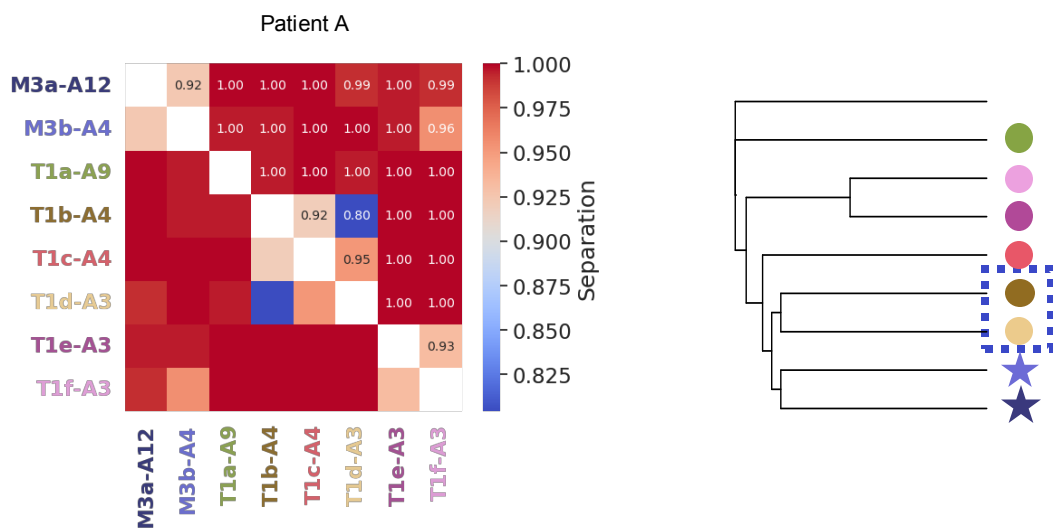 Patient A
M3a-A12 0.92 1.00 1.00 1.00 0.99 1.00 0.99
M3b-A4 1.00 1.00 1.00 1.00 1.00 0.96
T1a-A9 1.00 1.00 1.00 1.00 1.00
T1b-A4 0.92 0.80 1.00 1.00
T1c-A4 0.95 1.00 1.00
T1d-A3 1.00 1.00
T1e-A3 0.93
T1f-A3
M3a-A12 M3b-A4 T1a-A9 T1b-A4 T1c-A4 T1d-A3 T1e-A3 T1f-A3
1.000
0.975
0.950
0.925
0.900
0.875
0.850
0.825
Separation